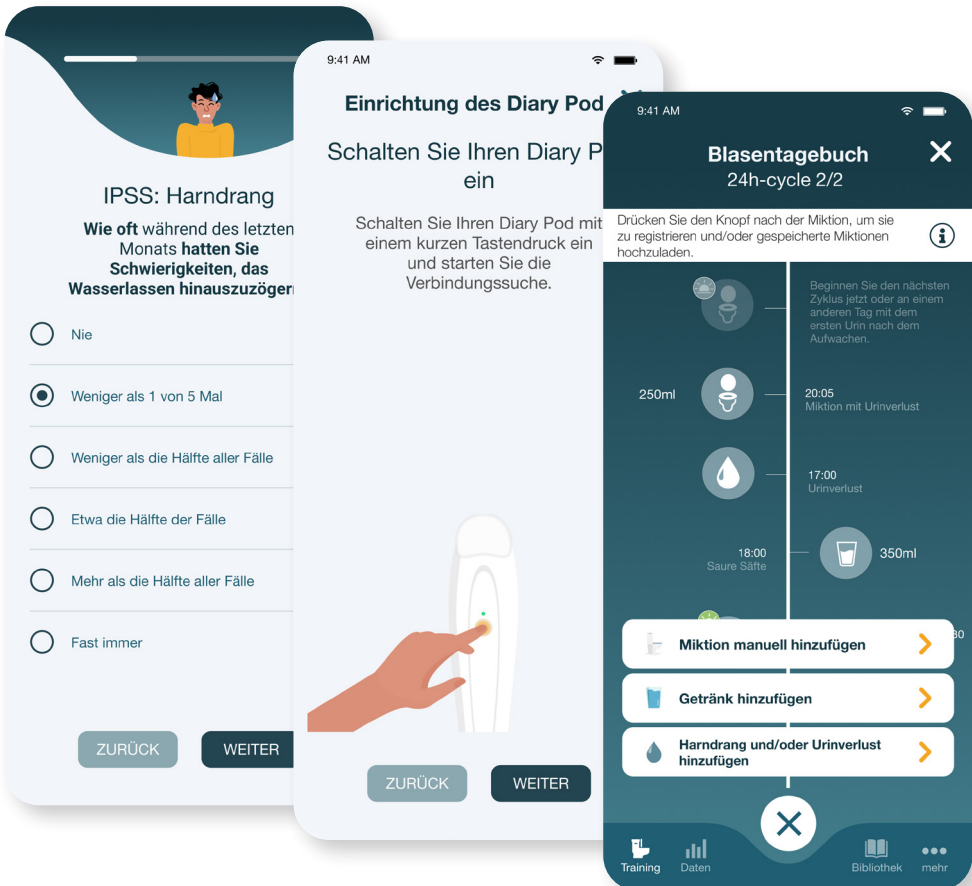 IPSS: Harndrang
Wie oft während des letzten
Monats hatten Sie
Schwierigkeiten, das
Wasserlassen
Nie
Weniger als 1 von 5 Mal
Weniger als die Hälfte aller Fälle
Etwa die Hälfte der Fälle
Mehr als die Hälfte aller Fälle
Fast immer
ZURÜCK
WEITER
9:41 AM
Einrichtung des Diary Pod
Schalten Sie Ihren Diary P
ein
Schalten Sie Ihren Diary Pod mit
einem kurzen Tastendruck ein
und starten Sie die
Verbindungssuche.
ZURÜCK
WEITER
9:41 AM
Blasentagebuch
24h-cycle 2/2
Drücken Sie den Knopf nach der Miktion, um sie
zu registrieren und/oder gespeicherte Miktionen
hochzuladen.
Beginnen Sie den nächsten
Zyklus jetzt oder an einem
anderen Tag mit dem
ersten Urin nach dem
Aufwachen.
250ml
20:05
Miktion mit Urinverlust
17:00
Urinverlust
18:00
Saure Säfte
350ml
30
Miktion manuell hinzufügen
Getränk hinzufügen
Harndrang und/oder Urinverlust
hinzufügen
Training
Daten
Bibliothek
mehr